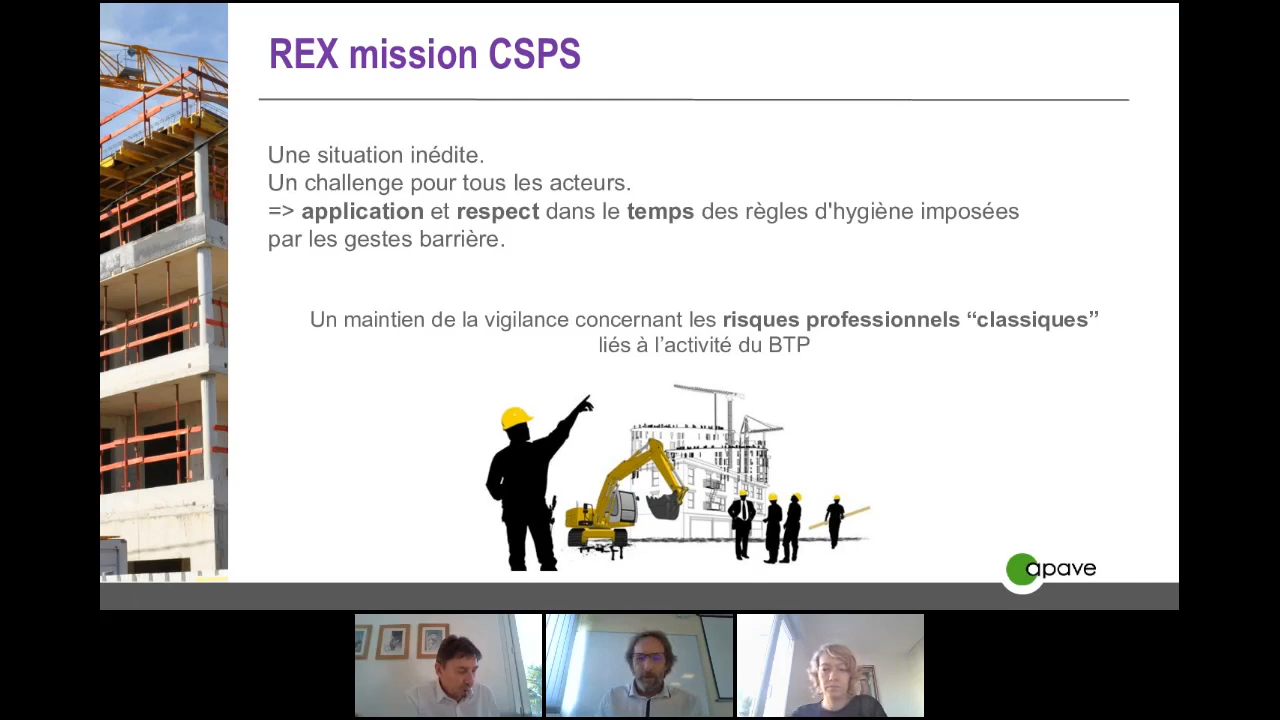 REX mission CSPS
Une situation inédite.
Un challenge pour tous les acteurs.
=> application et respect dans le temps des règles d'hygiène imposées
par les gestes barrière.
Un maintien de la vigilance concernant les risques professionnels “classiques”
liés à l’activité du BTP
apave